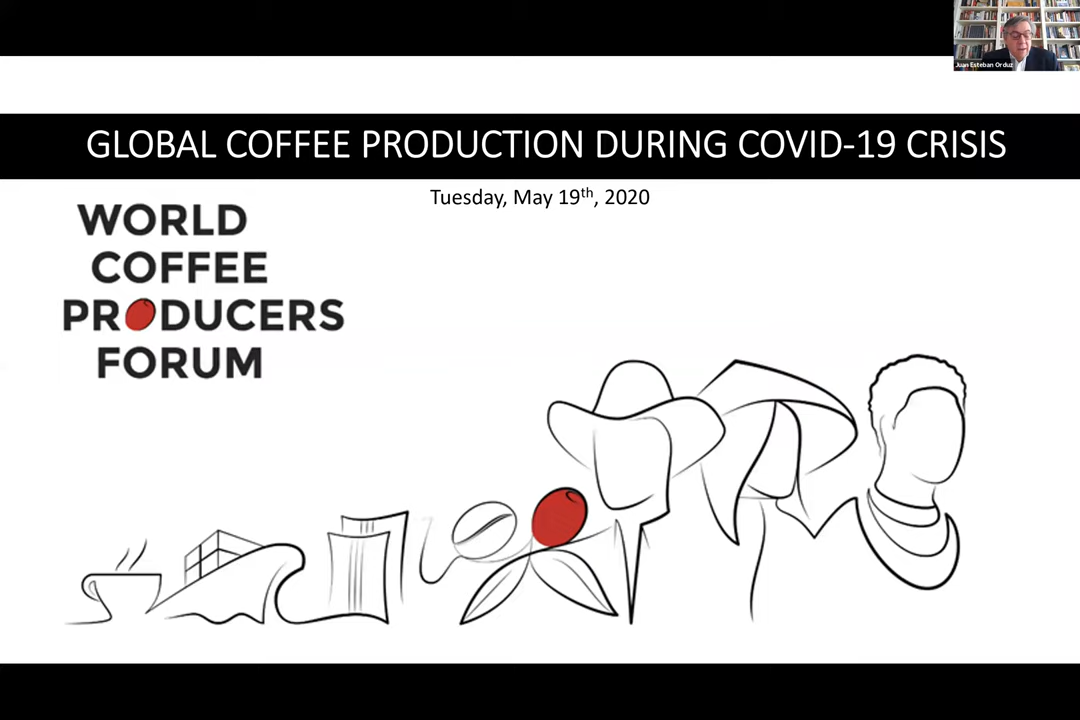 Juan Esteban Orduz
GLOBAL COFFEE PRODUCTION DURING COVID-19 CRISIS
Tuesday, May 19th, 2020
WORLD
COFFEE
PRODUCERS
FORUM